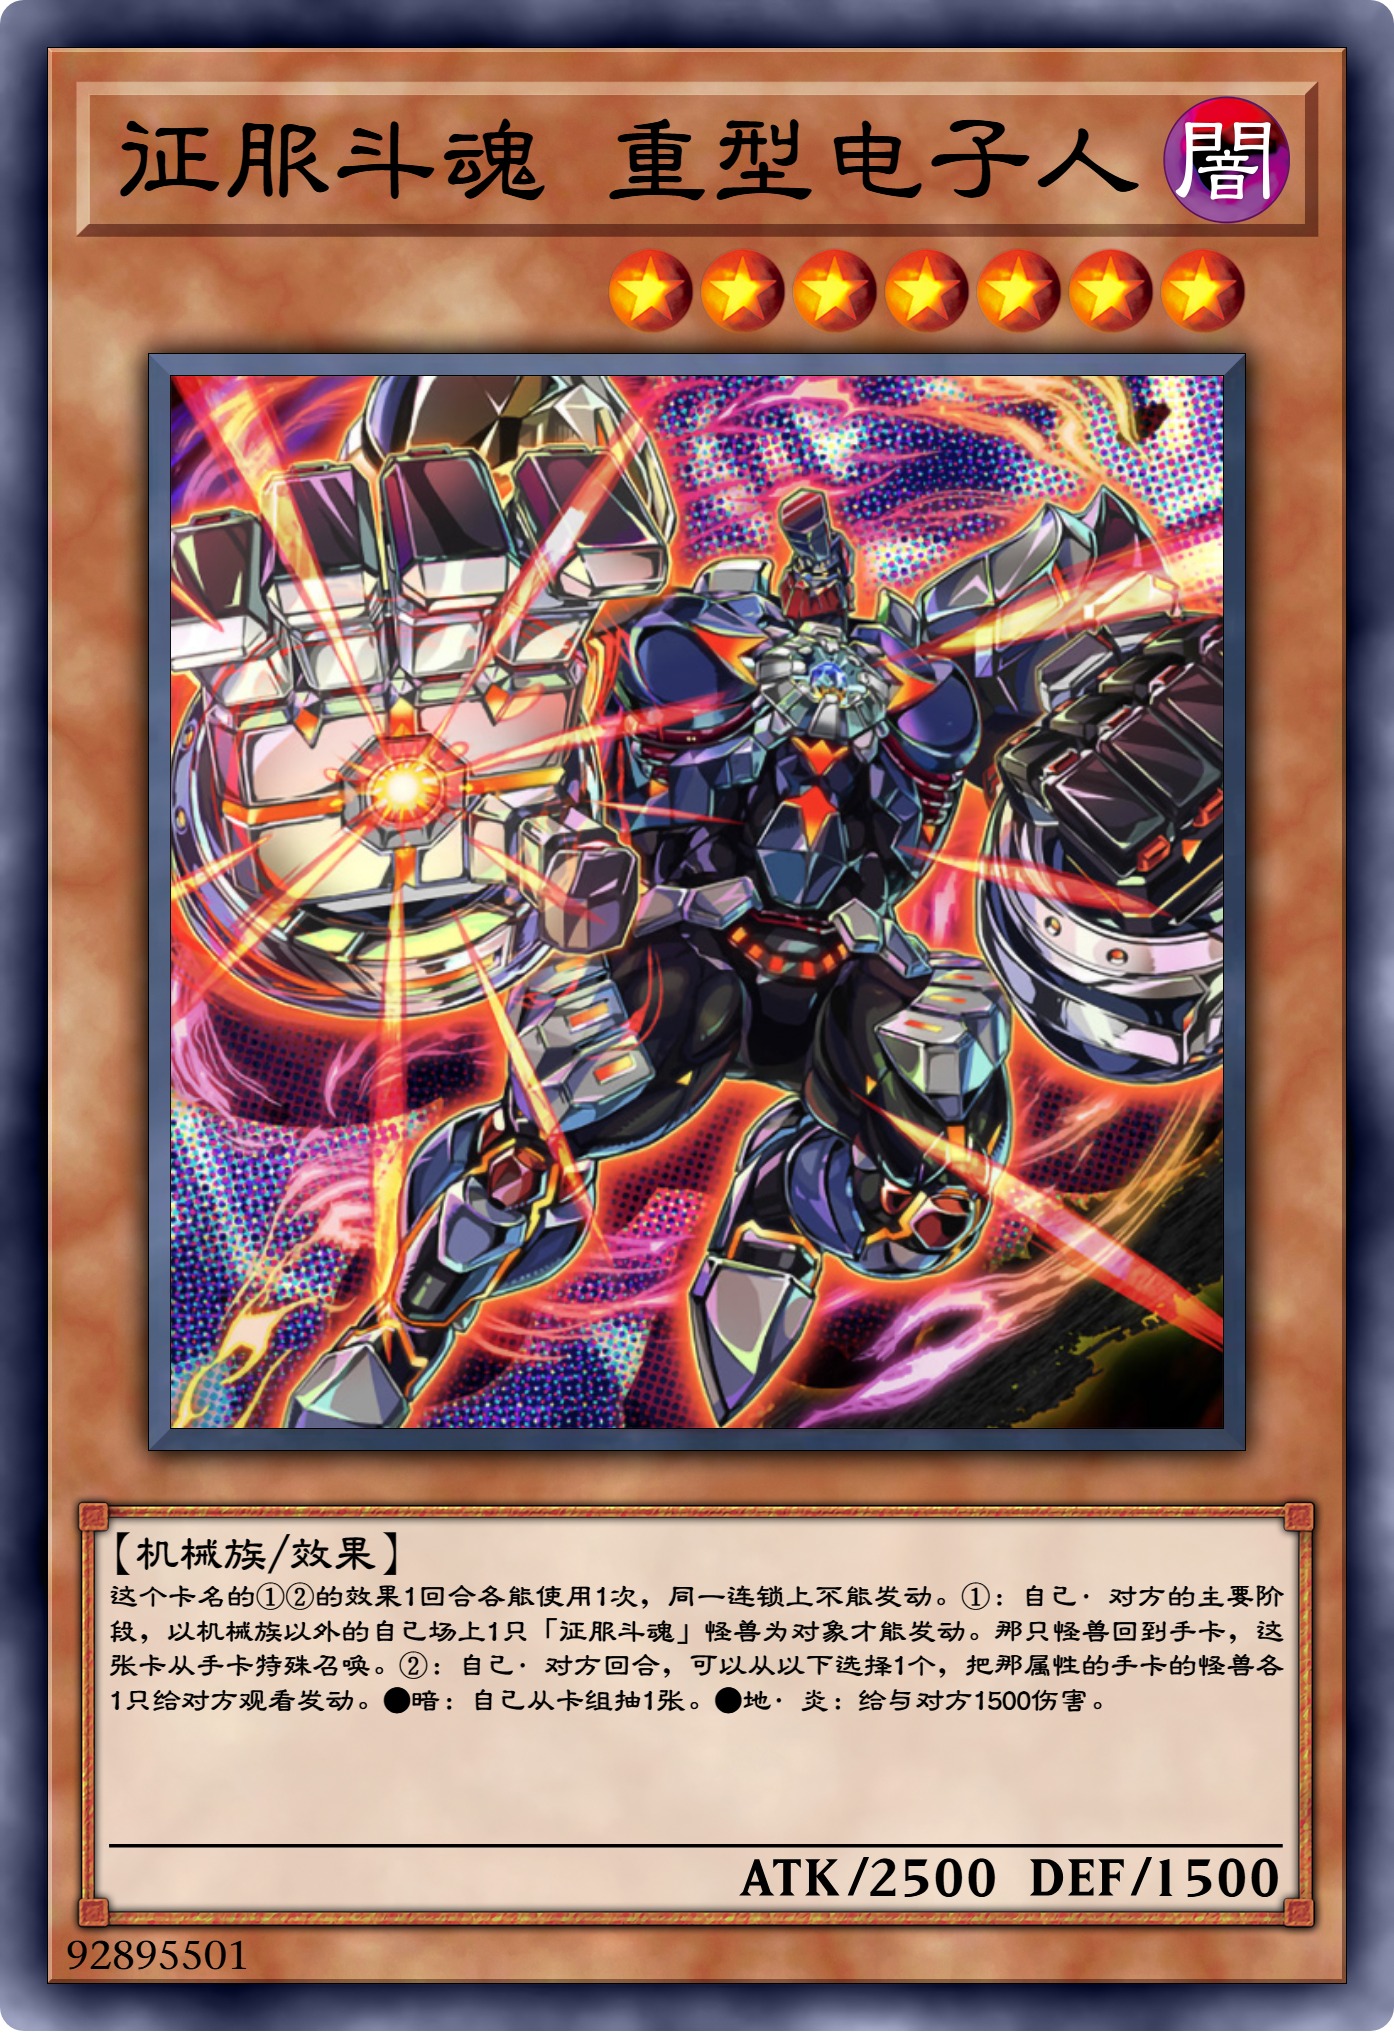 征服斗魂 重型电子人
闇
【机械族/效果】
这个卡名的①②的效果1回合各能使用1次，同一连锁上不能发动。①：自己·对方的主要阶
段，以机械族以外的自己场上1只「征服斗魂」怪兽为对象才能发动。那只怪兽回到手卡，这
张卡从手卡特殊召唤。②：自己·对方回合，可以从以下选择1个，把那属性的手卡的怪兽各
1只给对方观看发动。●暗：自己从卡组抽1张。●地·炎：给与对方1500伤害。
ATK/2500 DEF/1500
92895501